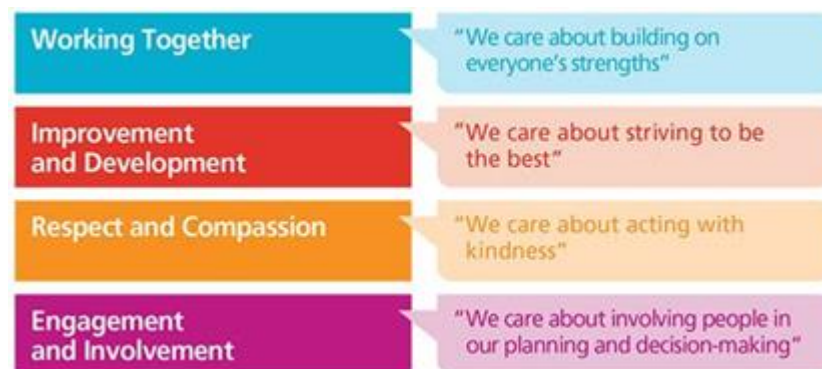 Working Together
"We care about building on
everyone's strengths"
Improvement
and Development
"We care about striving to be
the best"
Respect and Compassion
"We care about acting with
kindness"
Engagement
and Involvement
"We care about involving people in
our planning and decision-making"